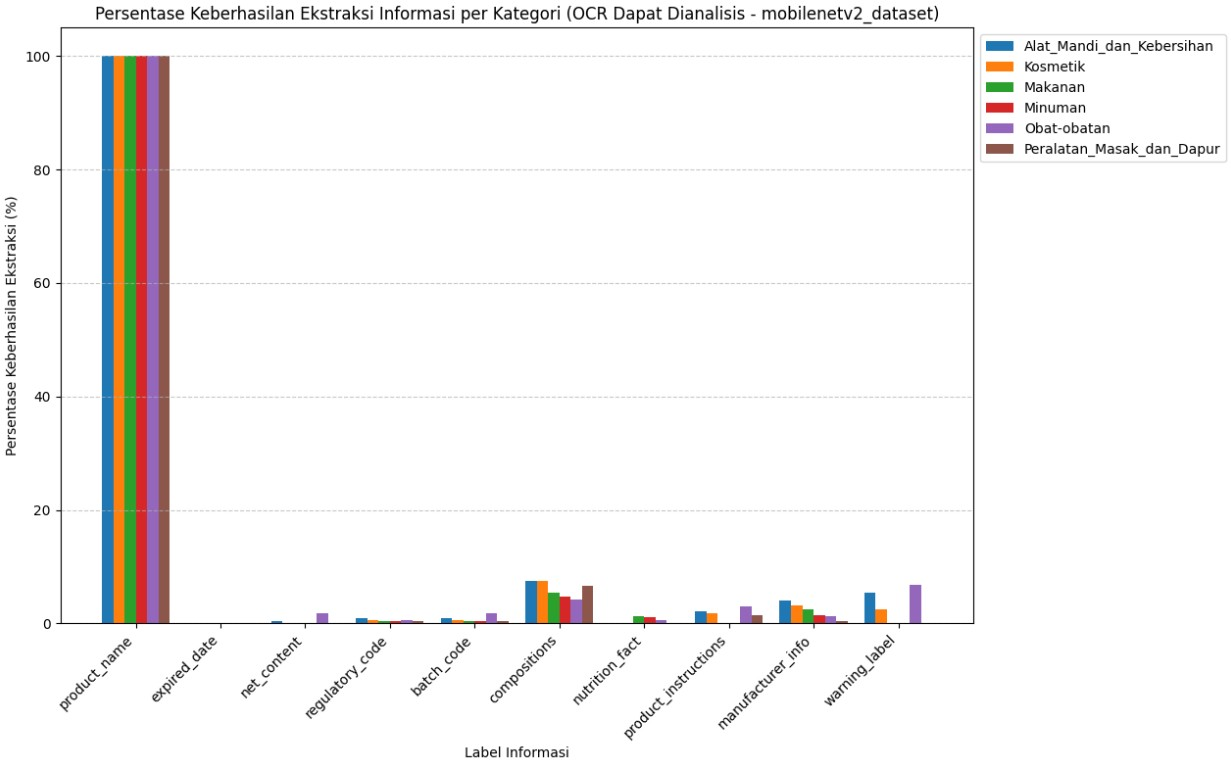 Persentase Keberhasilan Ekstraksi Informasi per Kategori (OCR Dapat Dianalisis - mobilenetv2_dataset)
Persentase Keberhasilan Ekstraksi (%)
100
80
60
40
20
0
product_name
expired_date
net_content
regulatory_code
batch_code
compositions
nutrition_fact
product_instructions
manufacturer_info
warning_label
Label Informasi
Alat_Mandi_dan_Kebersihan
Kosmetik
Makanan
Minuman
Obat-obatan
Peralatan_Masak_dan_Dapur